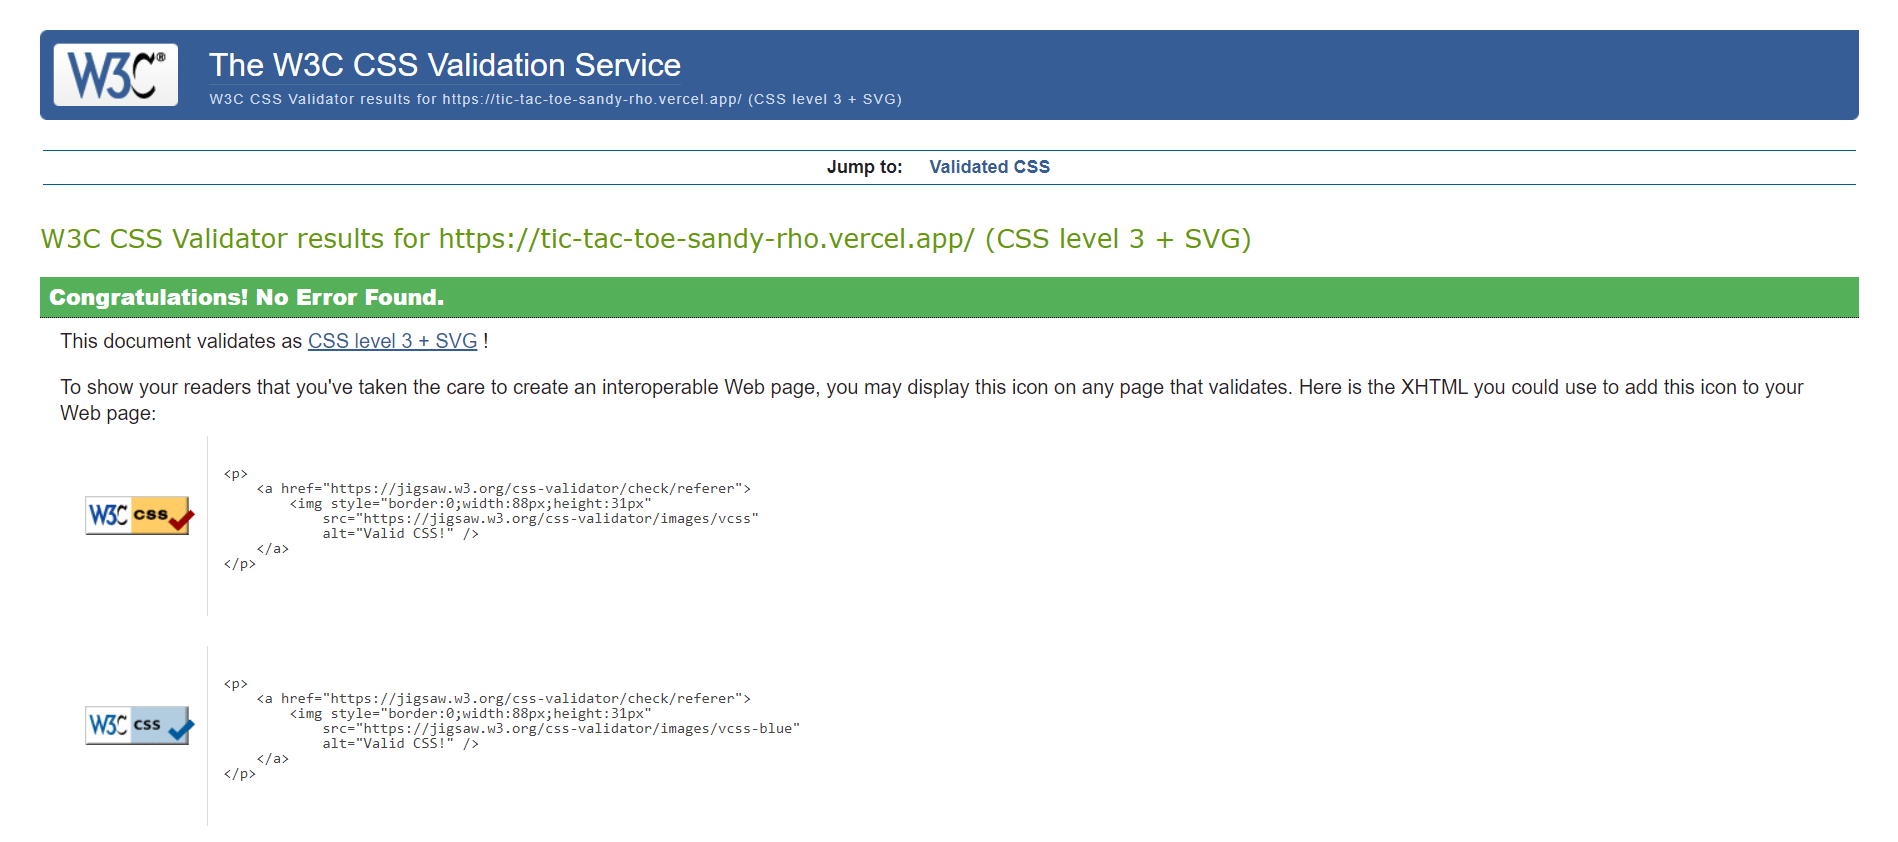 W3C®
The W3C CSS Validation Service
W3C CSS Validator results for https://tic-tac-toe-sandy-rho.vercel.app/ (CSS level 3 + SVG)
Jump to: Validated CSS
W3C CSS Validator results for https://tic-tac-toe-sandy-rho.vercel.app/ (CSS level 3 + SVG)
Congratulations! No Error Found.
This document validates as CSS level 3 + SVG !
To show your readers that you've taken the care to create an interoperable Web page, you may display this icon on any page that validates. Here is the XHTML you could use to add this icon to your
Web page:
W3C css
<p>
    <a href="https://jigsaw.w3.org/css-validator/check/referer">
        <img style="border:0;width:88px;height:31px"
            src="https://jigsaw.w3.org/css-validator/images/vcss"
            alt="Valid CSS!" />
    </a>
</p>
W3C css
<p>
    <a href="https://jigsaw.w3.org/css-validator/check/referer">
        <img style="border:0;width:88px;height:31px"
            src="https://jigsaw.w3.org/css-validator/images/vcss-blue"
            alt="Valid CSS!" />
    </a>
</p>